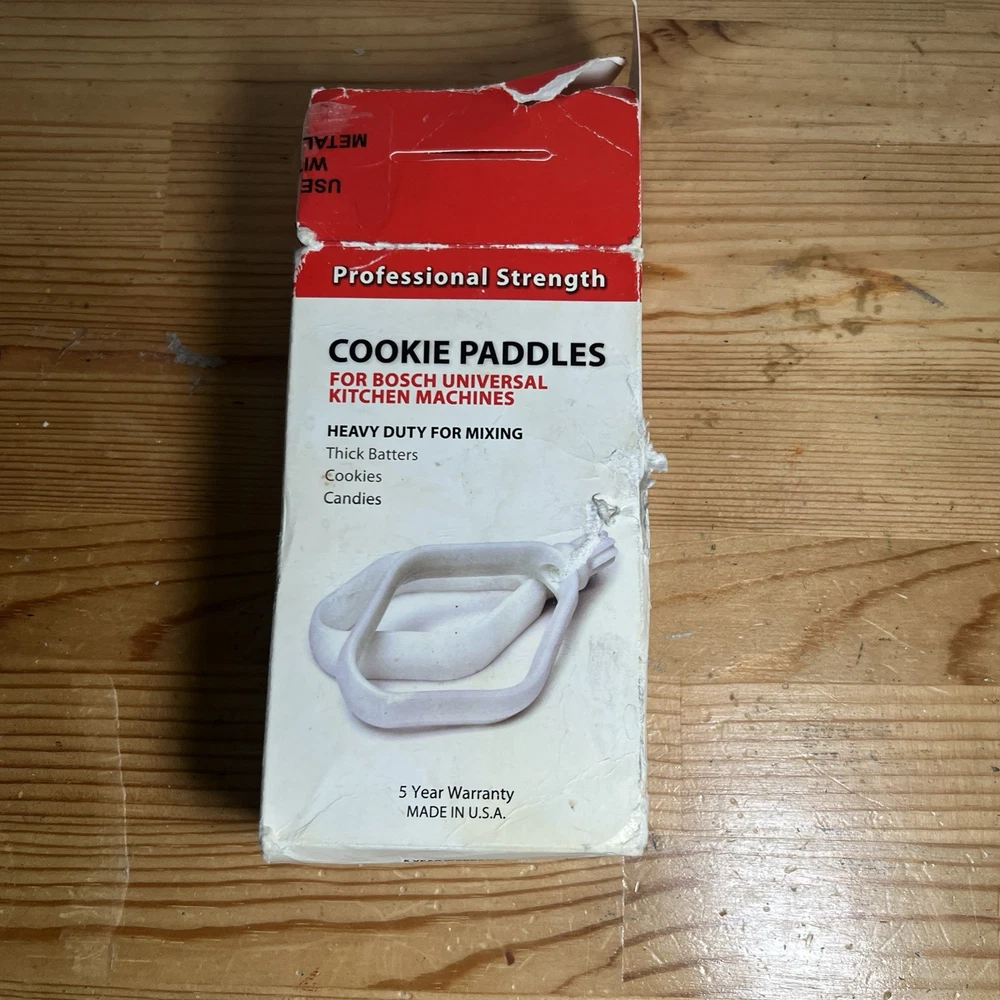 USE
METAL
Professional Strength
COOKIE PADDLES
FOR BOSCH UNIVERSAL
KITCHEN MACHINES
HEAVY DUTY FOR MIXING
Thick Batters
Cookies
Candies
5 Year Warranty
MADE IN U.S.A.